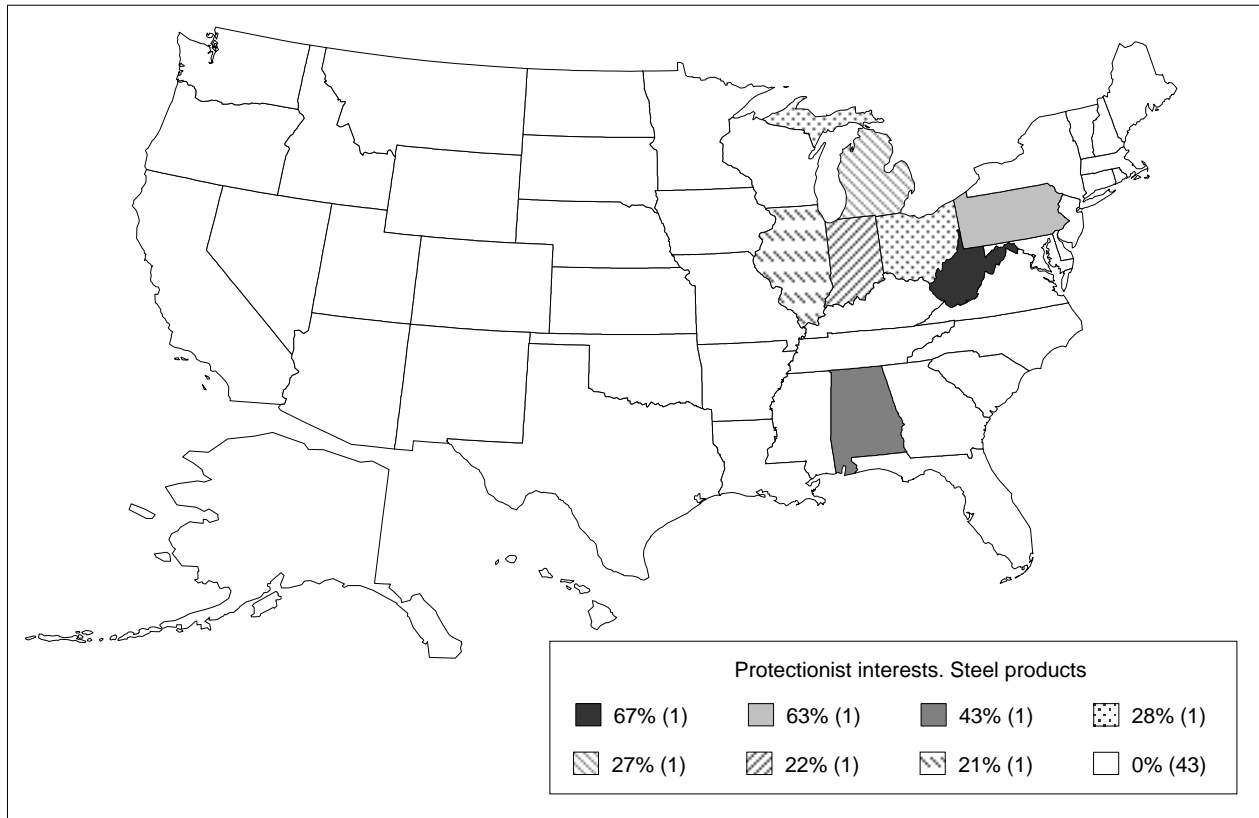 Protectionist interests. Steel products
67% (1) 63% (1) 43% (1) 28% (1)
27% (1) 22% (1) 21% (1) 0% (43)